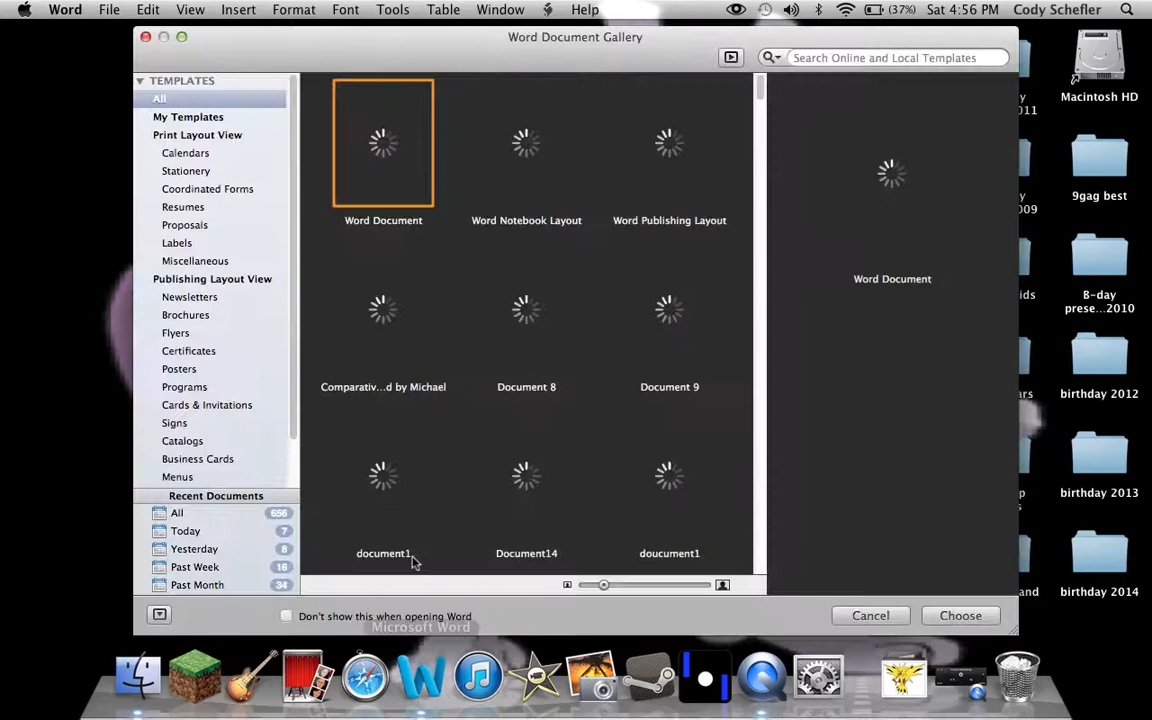 Word File Edit View Insert Format Font Tools Table Window Help (37%) Sat 4:56 PM Cody Schefler
Word Document Gallery
Search Online and Local Templates
TEMPLATES
All
My Templates
Print Layout View
Calendars
Stationery
Coordinated Forms
Resumes
Proposals
Labels
Miscellaneous
Publishing Layout View
Newsletters
Brochures
Flyers
Certificates
Posters
Programs
Cards & Invitations
Signs
Catalogs
Business Cards
Menus
Recent Documents
All 656
Today 7
Yesterday 8
Past Week 16
Past Month 34
Word Document Word Notebook Layout Word Publishing Layout
Comparativ...d by Michael Document 8 Document 9
document1 Document14 doucument1
Word Document
Don't show this when opening Word
Cancel Choose
Microsoft Word
Macintosh HD
9gag best
B-day
prese...2010
birthday 2012
birthday 2013
birthday 2014